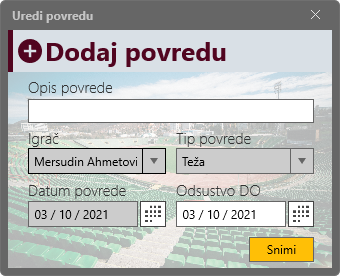 Uredi povredu
Dodaj povredu
Opis povrede
Igrač Tip povrede
Mersudin Ahmetovi Teža
Datum povrede Odsustvo DO
03 / 10 / 2021 03 / 10 / 2021
Snimi